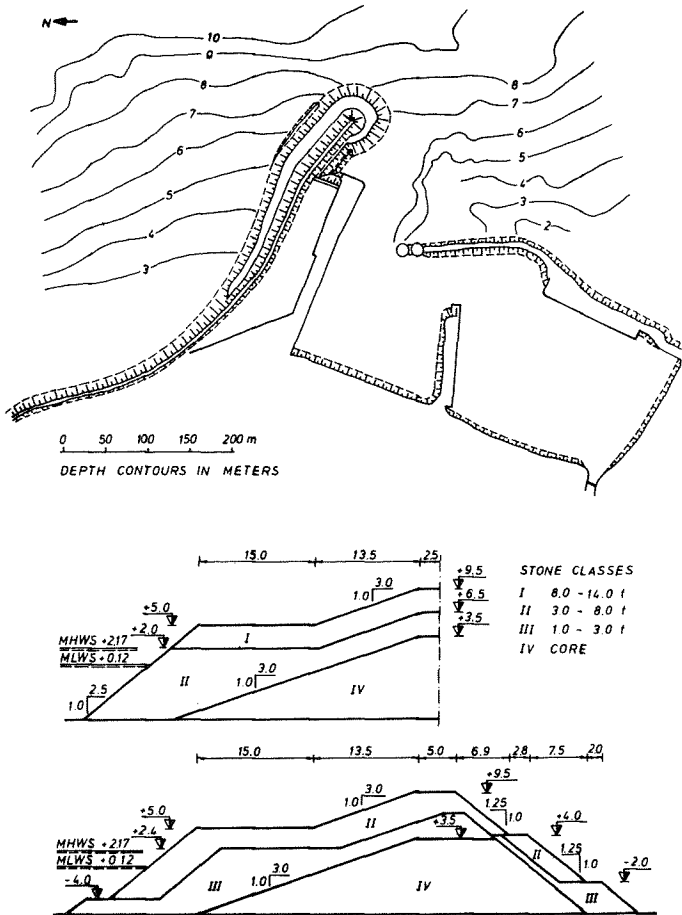 N
10
9
8
8
7
7
6
6
5
5
4
4
3
3
2
0 50 100 200 m
DEPTH CONTOURS IN METERS
15.0 13.5 2.5
STONE CLASSES
I 8.0 - 14.0 t
II 3.0 - 8.0 t
III 1.0 - 3.0 t
IV CORE
+9.5
3.0
1.0
+6.5
+5.0
+3.5
+2.0
I
MHWS +2.17
MLWS +0.12
II
3.0
1.0
IV
2.5
1.0
15.0 13.5 5.0 6.9 2.8 7.5 2.0
+9.5
3.0
1.0
1.25
1.0
+5.0
+4.0
II
+3.5
+2.4
MHWS +2.17
MLWS +0.12
II
1.25
1.0
-2.0
-4.0
III
3.0
1.0
IV
III